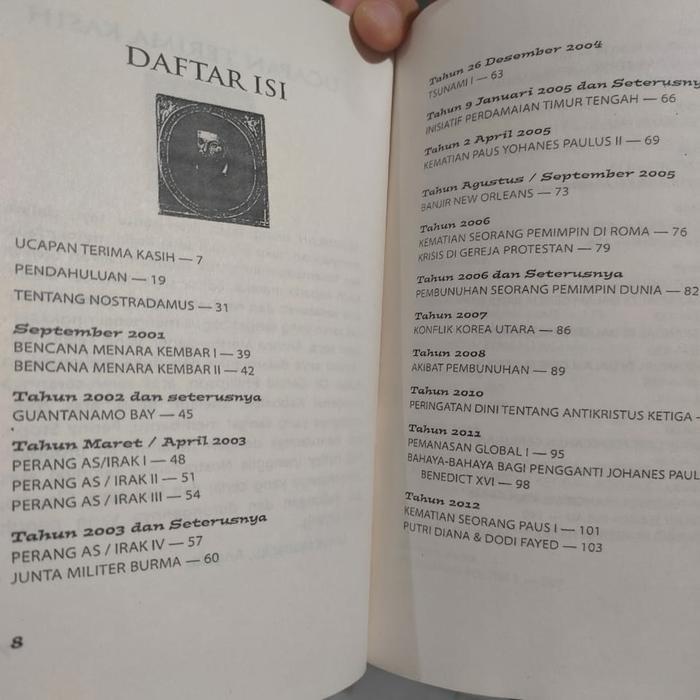 DAFTAR ISI
UCAPAN TERIMA KASIH — 7
PENDAHULUAN — 19
TENTANG NOSTRADAMUS — 31
September 2001
BENCANA MENARA KEMBAR I — 39
BENCANA MENARA KEMBAR II — 42
Tahun 2002 dan seterusnya
GUANTANAMO BAY — 45
Tahun Maret / April 2003
PERANG AS/IRAK I — 48
PERANG AS / IRAK II — 51
PERANG AS / IRAK III — 54
Tahun 2003 dan Seterusnya
PERANG AS / IRAK IV — 57
JUNTA MILITER BURMA — 60
8
Tahun 26 Desember 2004
TSUNAMI I — 63
Tahun 9 Januari 2005 dan Seterusny
INISIATIF PERDAMAIAN TIMUR TENGAH — 66
Tahun 2 April 2005
KEMATIAN PAUS YOHANES PAULUS II — 69
Tahun Agustus / September 2005
BANJIR NEW ORLEANS — 73
Tahun 2006
KEMATIAN SEORANG PEMIMPIN DI ROMA — 76
KRISIS DI GEREJA PROTESTAN — 79
Tahun 2006 dan Seterusnya
PEMBUNUHAN SEORANG PEMIMPIN DUNIA — 82
Tahun 2007
KONFLIK KOREA UTARA — 86
Tahun 2008
AKIBAT PEMBUNUHAN — 89
Tahun 2010
PERINGATAN DINI TENTANG ANTIKRISTUS KETIGA —
Tahun 2011
PEMANASAN GLOBAL I — 95
BAHAYA-BAHAYA BAGI PENGGANTI JOHANES PAUL
BENEDICT XVI — 98
Tahun 2012
KEMATIAN SEORANG PAUS I — 101
PUTRI DIANA & DODI FAYED — 103